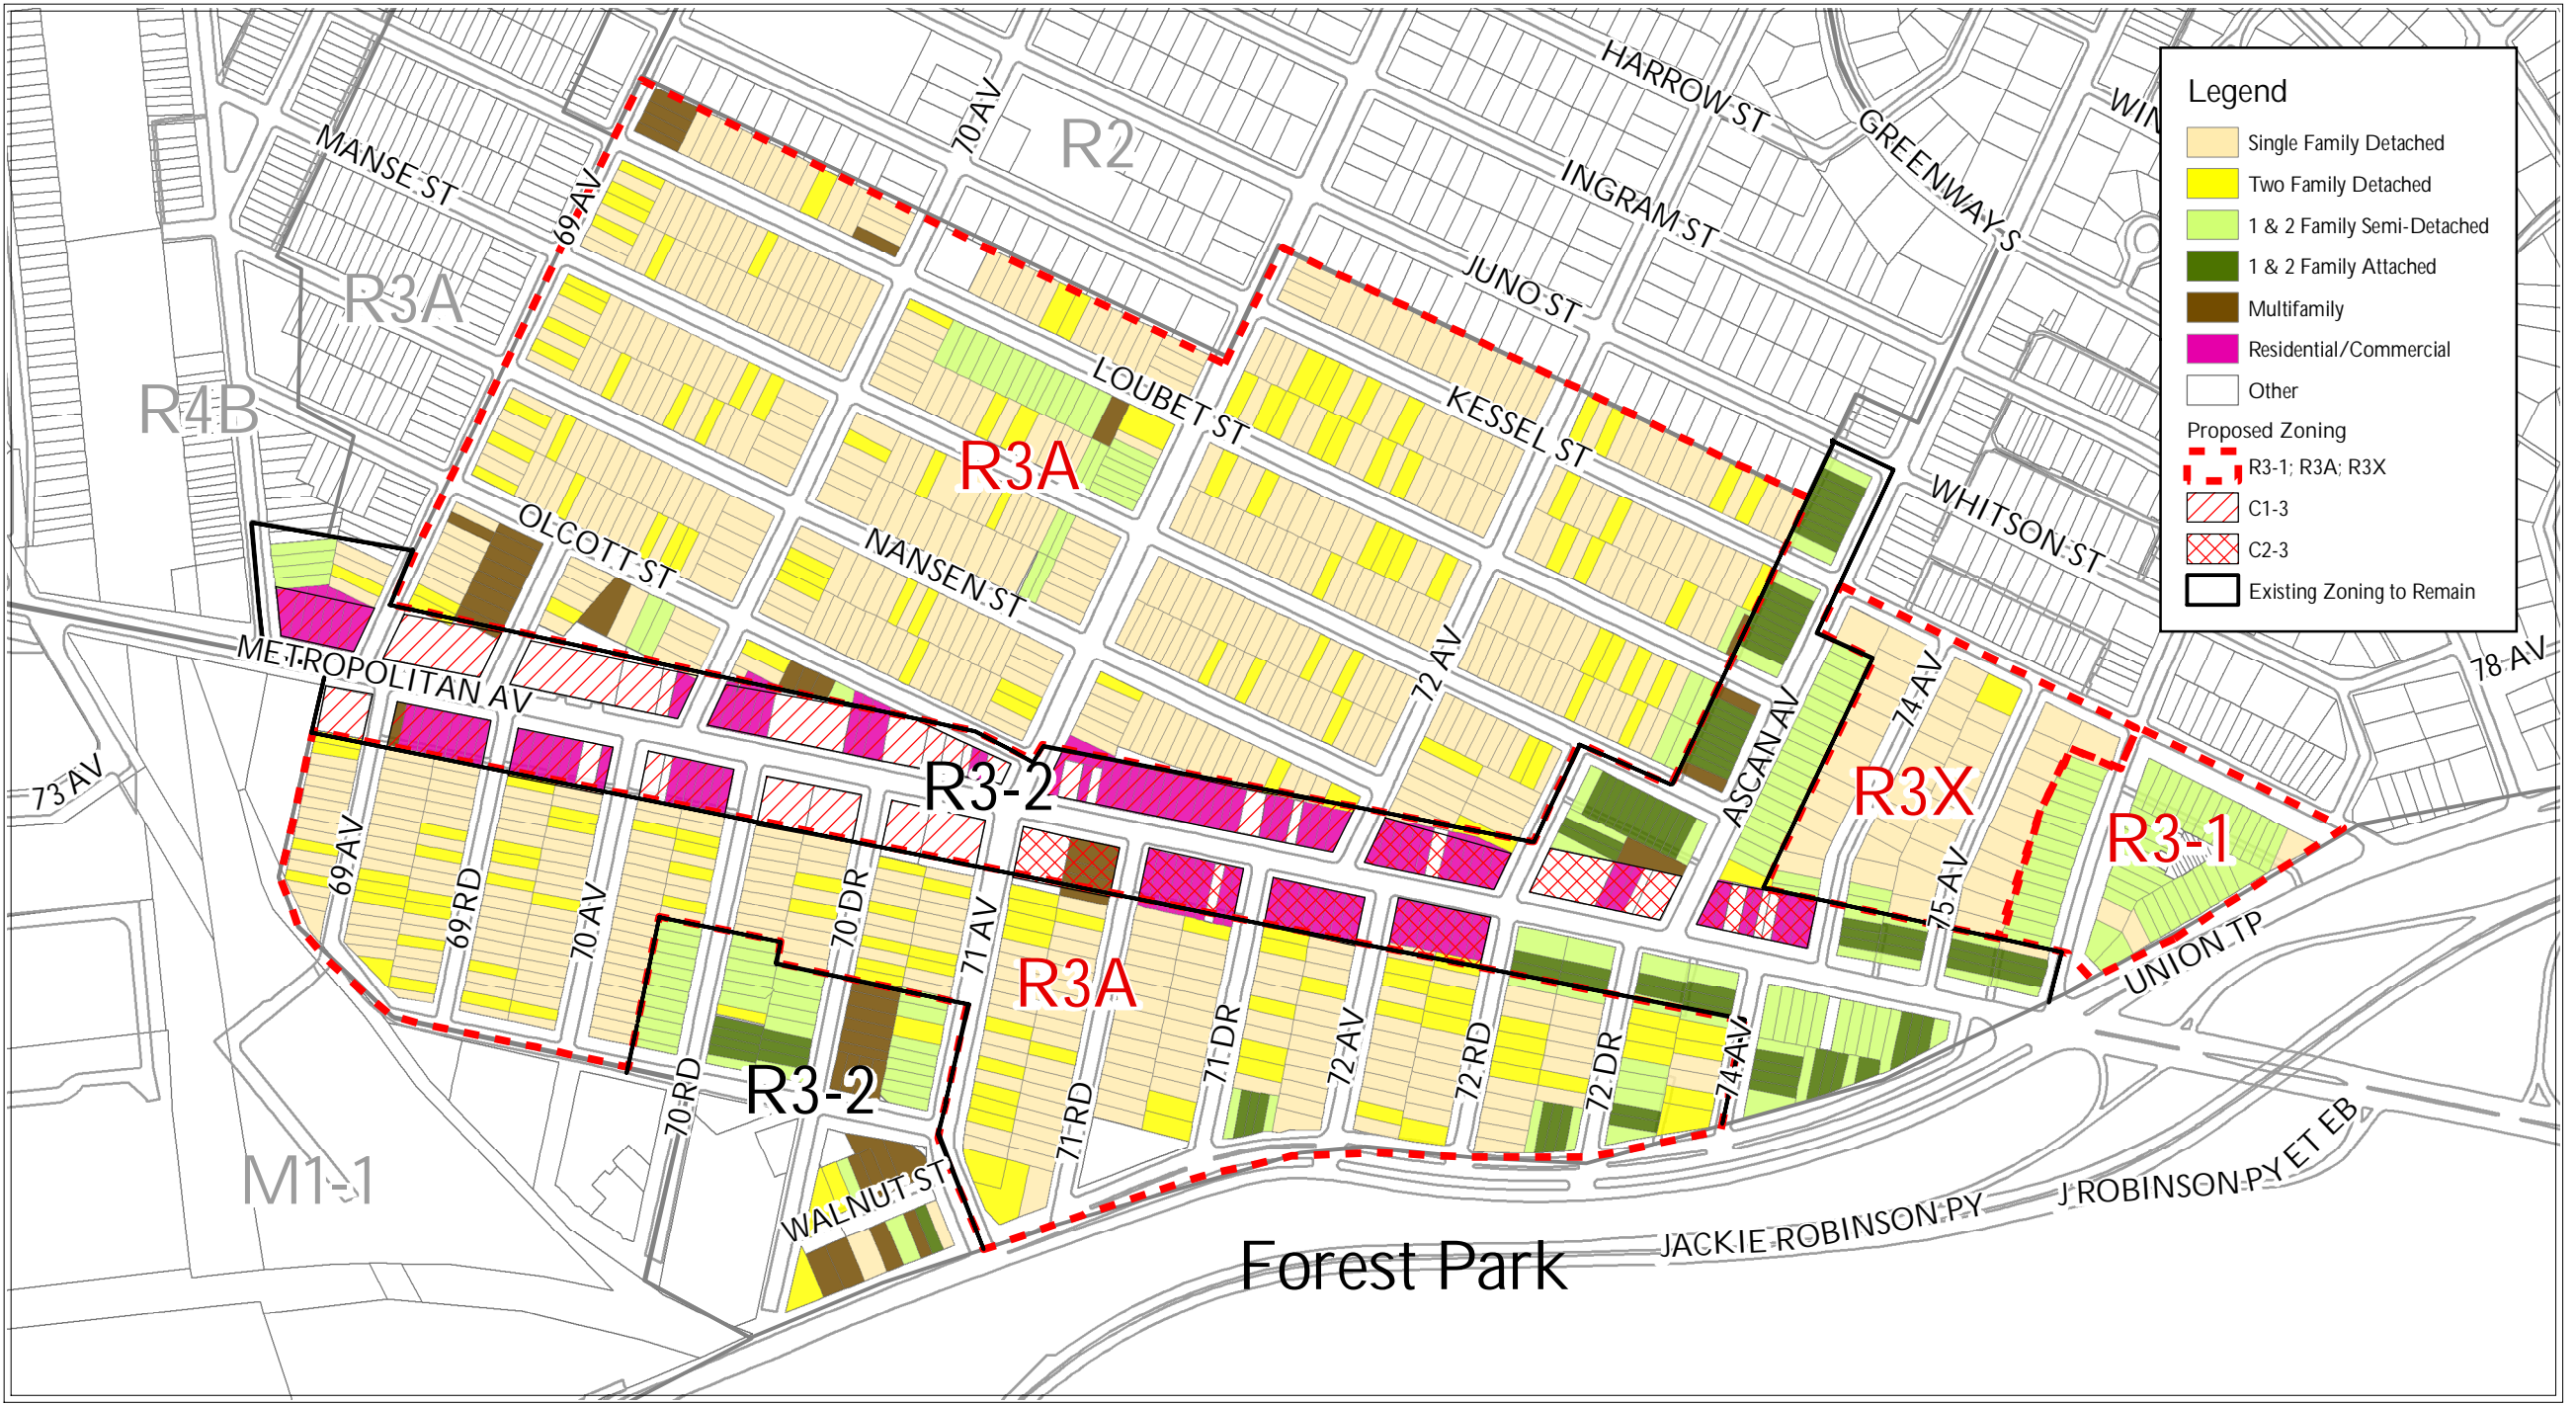 HARROW ST
GREENWAY S
WIN
70 AV
R2
MANSE ST
INGRAM ST
69 AV
JUNO ST
R3A
LOUBET ST
KESSEL ST
R4B
R3A
WHITSON ST
OLCOTT ST
NANSEN ST
72 AV
METROPOLITAN AV
74 AV
78 AV
ASCAN AV
73 AV
R3-2
R3X
R3-1
69 AV
69 RD
70 AV
70 DR
71 AV
75 AV
R3A
UNION TP
71 DR
72 AV
72 RD
72 DR
74 AV
R3-2
70 RD
71 RD
M1-1
WALNUT ST
JACKIE ROBINSON PY
J ROBINSON PY ET EB
Forest Park
Legend
Single Family Detached
Two Family Detached
1 & 2 Family Semi-Detached
1 & 2 Family Attached
Multifamily
Residential/Commercial
Other
Proposed Zoning
R3-1; R3A; R3X
C1-3
C2-3
Existing Zoning to Remain